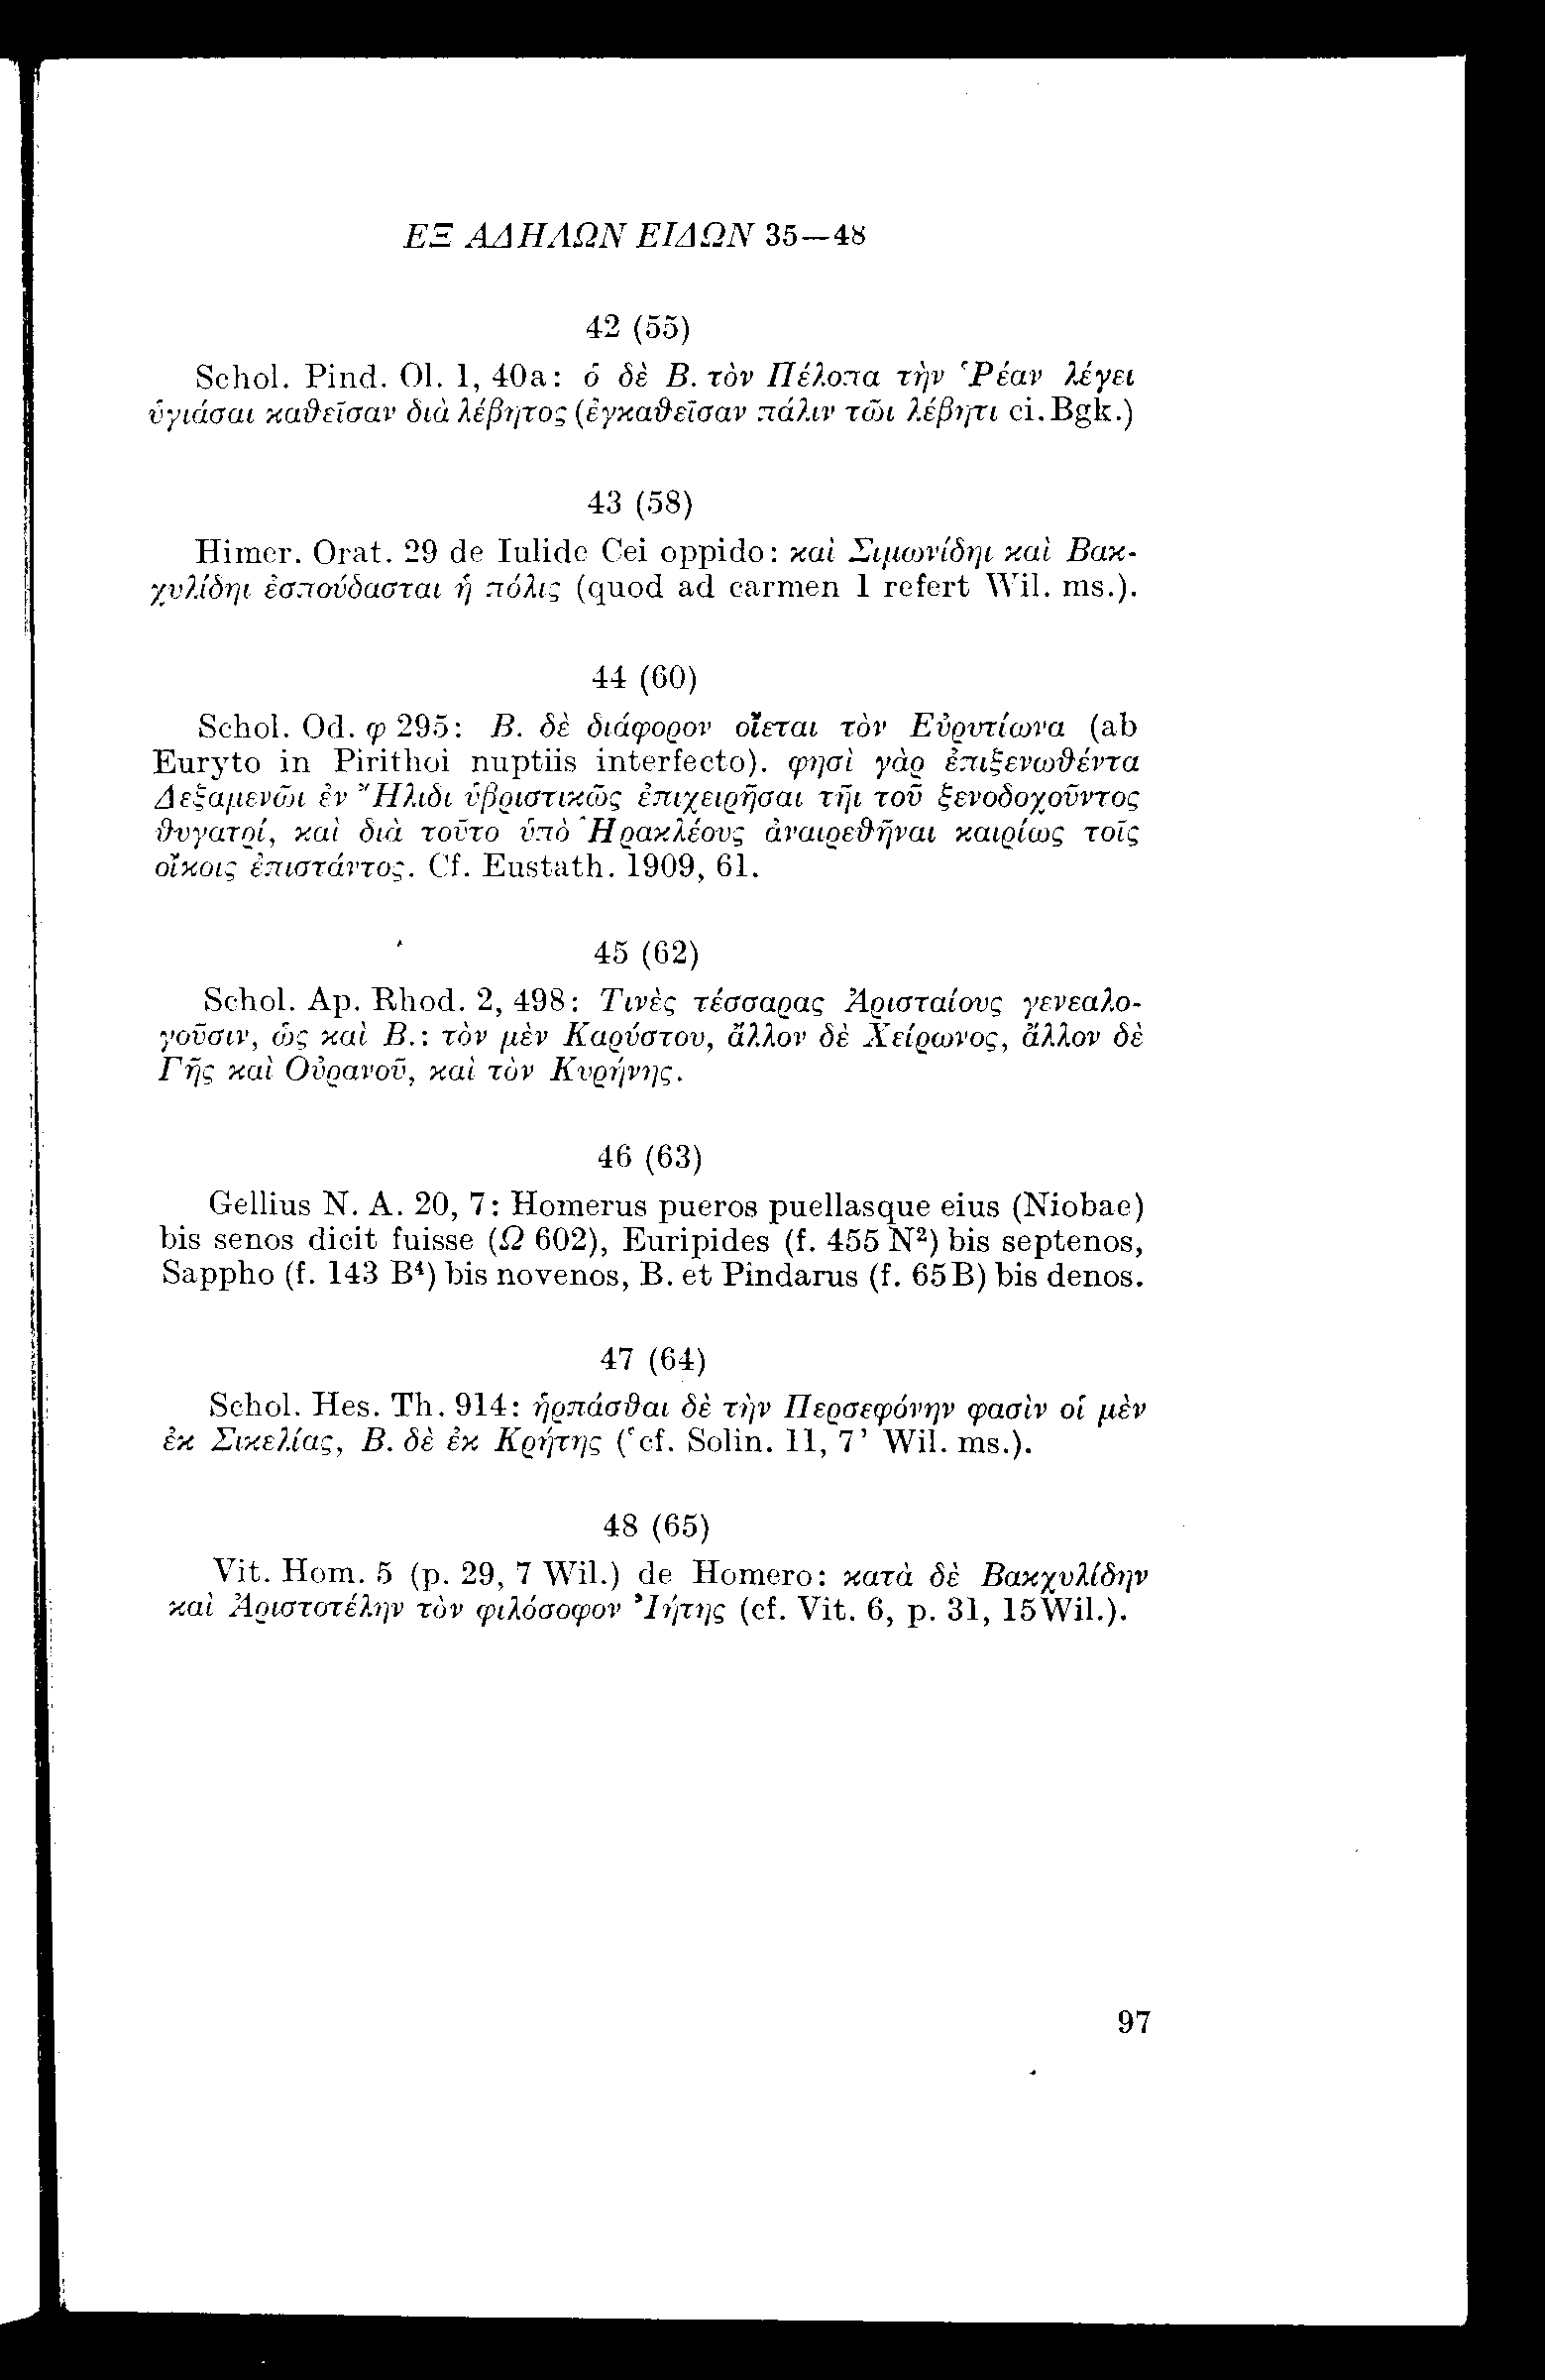 ΕΞ ΑΔΗΛΩΝ ΕΙΔΩΝ 35—48
42 (55)
Schol. Pind. Ol. 1, 40a: ὁ δὲ Β. τὸν Πέλοπα τὴν Ῥέαν λέγει
ὑγιάσαι καθεῖσαν διὰ λέβητος (ἐγκαθεῖσαν πάλιν τῶι λέβητι ci. Bgk.)
43 (58)
Himer. Orat. 29 de Iulide Cei oppido: καὶ Σιμωνίδηι καὶ Βακ-
χυλίδηι ἐσπούδασται ἡ πόλις (quod ad carmen 1 refert Wil. ms.).
44 (60)
Schol. Od. φ 295: Β. δὲ διάφορον οἴεται τὸν Εὐρυτίωνα (ab
Euryto in Pirithoi nuptiis interfecto). φησὶ γὰρ ἐπιξενωθέντα
Δεξαμενῶι ἐν Ἤλιδι ὑβριστικῶς ἐπιχειρῆσαι τῆι τοῦ ξενοδοχοῦντος
θυγατρί, καὶ διὰ τοῦτο ὑπὸ Ἡρακλέους ἀναιρεθῆναι καιρίως τοῖς
οἴκοις ἐπιστάντος. Cf. Eustath. 1909, 61.
45 (62)
Schol. Ap. Rhod. 2, 498: Τινὲς τέσσαρας Ἀρισταίους γενεαλο-
γοῦσιν, ὡς καὶ Β.: τὸν μὲν Καρύστου, ἄλλον δὲ Χείρωνος, ἄλλον δὲ
Γῆς καὶ Οὐρανοῦ, καὶ τὸν Κυρήνης.
46 (63)
Gellius N. A. 20, 7: Homerus pueros puellasque eius (Niobae)
bis senos dicit fuisse (Ω 602), Euripides (f. 455 N²) bis septenos,
Sappho (f. 143 B⁴) bis novenos, B. et Pindarus (f. 65 B) bis denos.
47 (64)
Schol. Hes. Th. 914: ἡρπάσθαι δὲ τὴν Περσεφόνην φασὶν οἱ μὲν
ἐκ Σικελίας, Β. δὲ ἐκ Κρήτης (‘cf. Solin. 11, 7’ Wil. ms.).
48 (65)
Vit. Hom. 5 (p. 29, 7 Wil.) de Homero: κατὰ δὲ Βακχυλίδην
καὶ Ἀριστοτέλην τὸν φιλόσοφον Ἰήτης (cf. Vit. 6, p. 31, 15 Wil.).
97